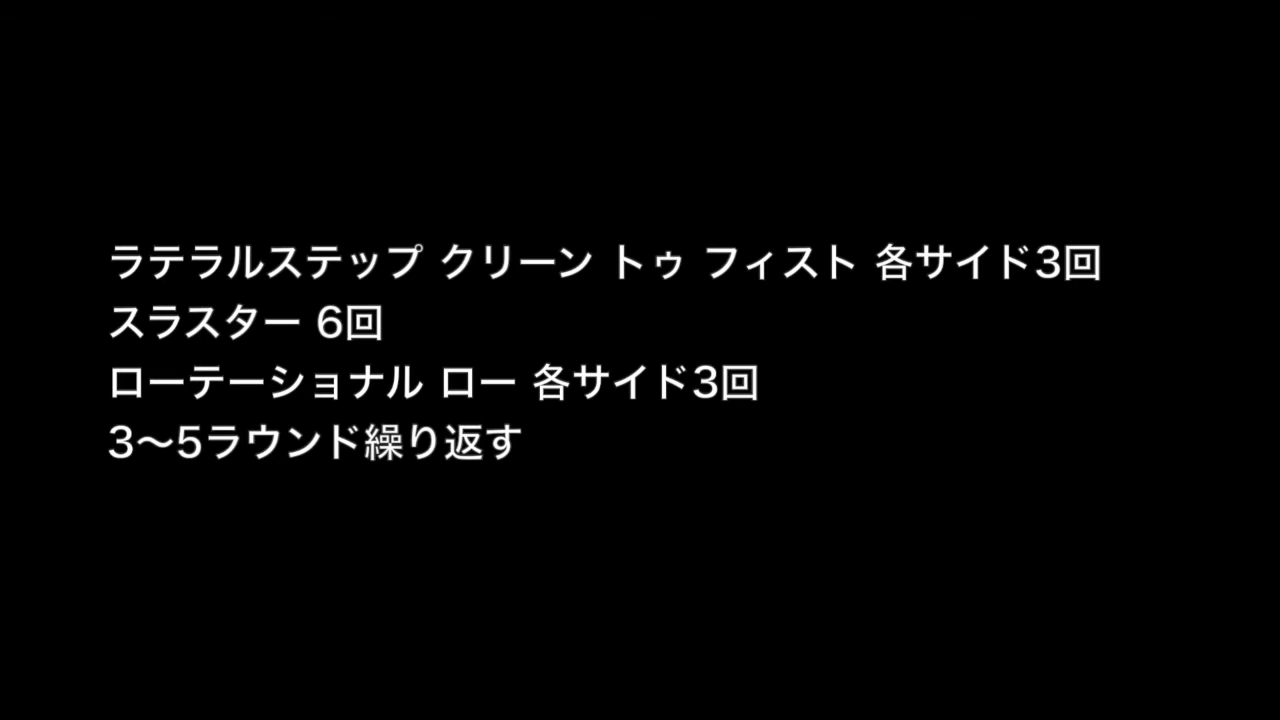 ラテラルステップ クリーン トゥ フィスト 各サイド3回
スラスター 6回
ローテーショナル ロー 各サイド3回
3〜5ラウンド繰り返す